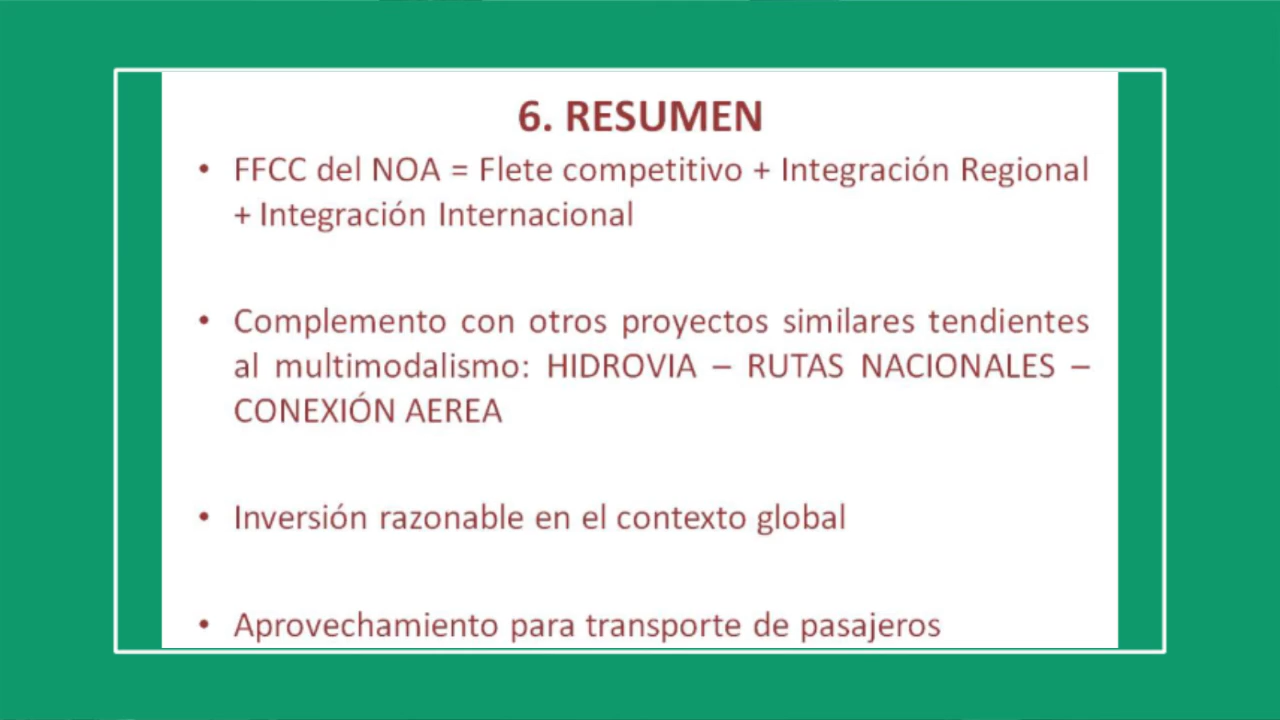 6. RESUMEN
• FFCC del NOA = Flete competitivo + Integración Regional
+ Integración Internacional
• Complemento con otros proyectos similares tendientes
al multimodalismo: HIDROVIA – RUTAS NACIONALES –
CONEXIÓN AEREA
• Inversión razonable en el contexto global
• Aprovechamiento para transporte de pasajeros